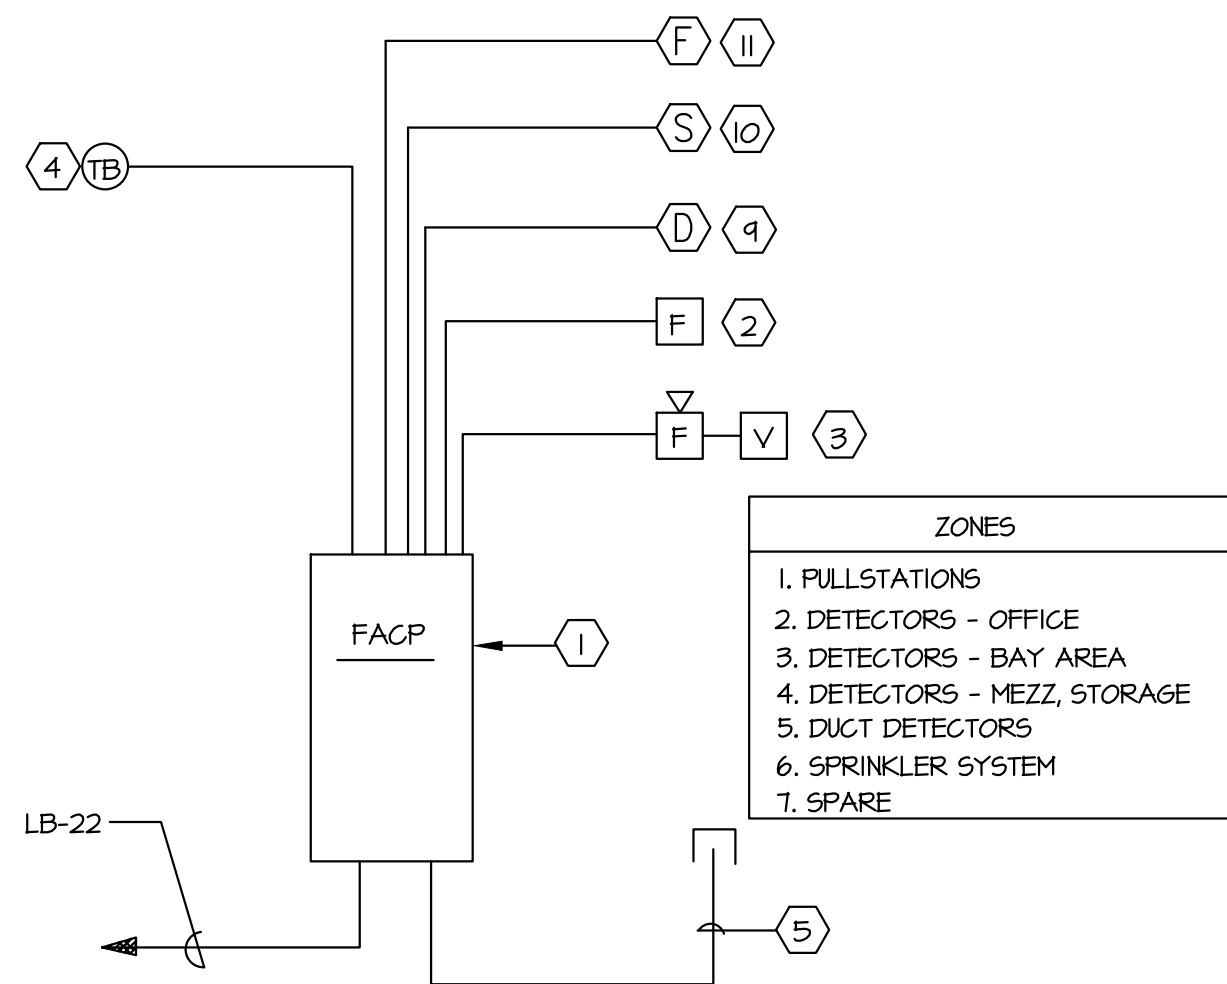 F 11
S 10
4 TB
D 9
F 2
F V 3
ZONES
1. PULLSTATIONS
2. DETECTORS - OFFICE
3. DETECTORS - BAY AREA
4. DETECTORS - MEZZ, STORAGE
5. DUCT DETECTORS
6. SPRINKLER SYSTEM
7. SPARE
FACP
1
LB-22
5